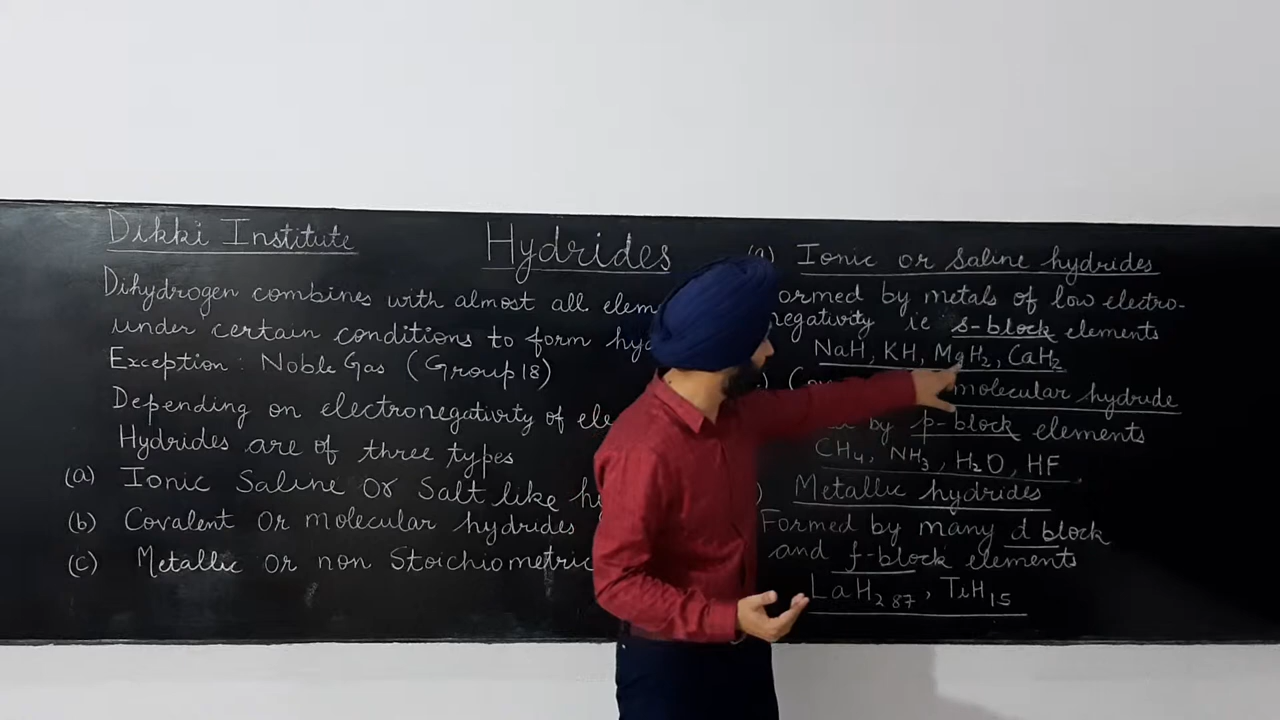 Dikki Institute
Hydrides
Dihydrogen combines with almost all elem
under certain conditions to form hy
Exception: Noble Gas (Group 18)
Depending on electronegativity of ele
Hydrides are of three types
(a) Ionic Saline Or Salt like h
(b) Covalent Or molecular hydrides
(c) Metallic or non Stoichiometric
(a) Ionic or Saline hydrides
ormed by metals of low electro-
negativity ie s-block elements
NaH, KH, MgH2, CaH2
molecular hydrude
by p-block elements
CH4, NH3, H2O, HF
Metallic hydrides
Formed by many d block
and f-block elements
LaH2 87, TiH15